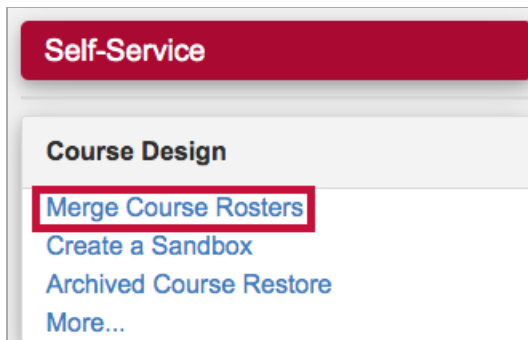 Self-Service
Course Design
Merge Course Rosters
Create a Sandbox
Archived Course Restore
More...